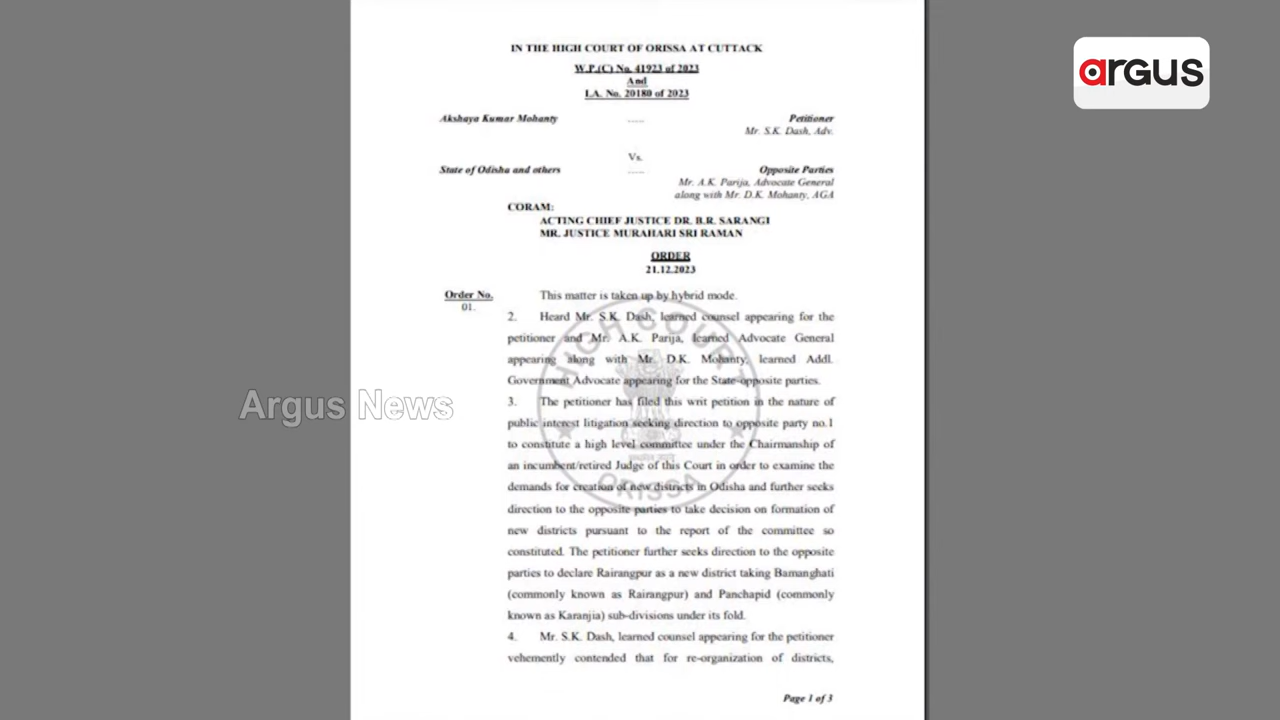 IN THE HIGH COURT OF ORISSA AT CUTTACK
W.P.(C) No. 41923 of 2023
And
I.A. No. 20180 of 2023
Akshaya Kumar Mohanty ..... Petitioner
Mr. S.K. Dash, Adv.
Vs.
State of Odisha and others ..... Opposite Parties
Mr. A.K. Parija, Advocate General
along with Mr. D.K. Mohanty, AGA
CORAM:
ACTING CHIEF JUSTICE DR. B.R. SARANGI
MR. JUSTICE MURAHARI SRI RAMAN
ORDER
21.12.2023
Order No. This matter is taken up by hybrid mode.
01.
2. Heard Mr. S.K. Dash, learned counsel appearing for the
petitioner and Mr. A.K. Parija, learned Advocate General
appearing along with Mr. D.K. Mohanty, learned Addl.
Government Advocate appearing for the State-opposite parties.
3. The petitioner has filed this writ petition in the nature of
public interest litigation seeking direction to opposite party no.1
to constitute a high level committee under the Chairmanship of
an incumbent/retired Judge of this Court in order to examine the
demands for creation of new districts in Odisha and further seeks
direction to the opposite parties to take decision on formation of
new districts pursuant to the report of the committee so
constituted. The petitioner further seeks direction to the opposite
parties to declare Rairangpur as a new district taking Bamanghati
(commonly known as Rairangpur) and Panchapid (commonly
known as Karanjia) sub-divisions under its fold.
4. Mr. S.K. Dash, learned counsel appearing for the petitioner
vehemently contended that for re-organization of districts,
Page 1 of 3
HIGH COURT
ORISSA
Argus News
argus